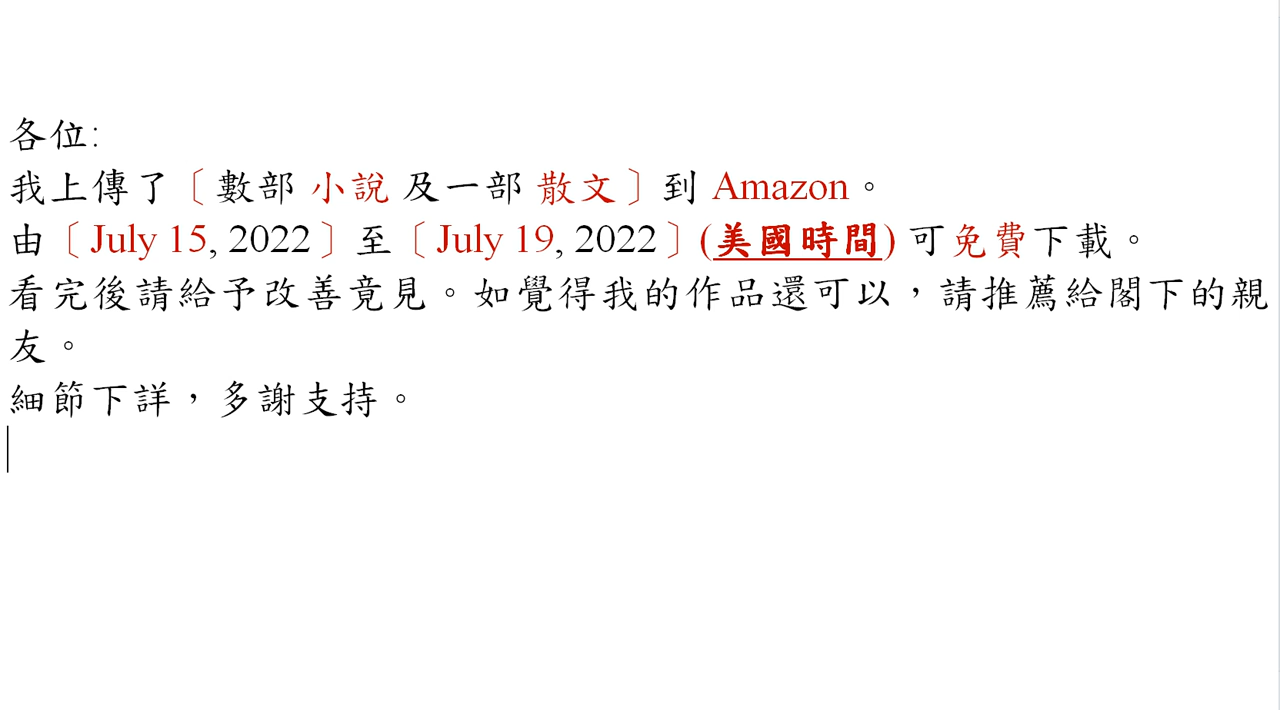 各位:
我上傳了〔數部 小說 及一部 散文〕到 Amazon。
由〔July 15, 2022〕至〔July 19, 2022〕(美國時間) 可免費下載。
看完後請給予改善竟見。如覺得我的作品還可以，請推薦給閣下的親
友。
細節下詳，多謝支持。